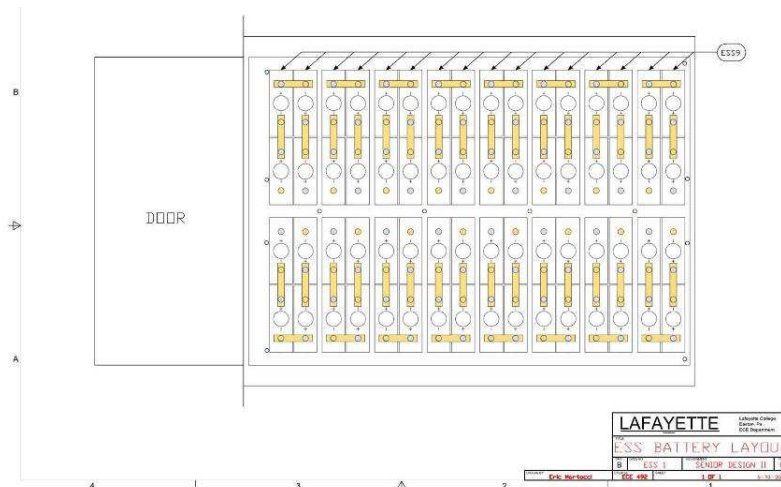 ESS9
B
DOOR
A
LAFAYETTE
Lafayette College
Easton, Pa
ECE Department
ESS BATTERY LAYOU
B ESS 1 SENIOR DESIGN II
Eric Martucci ECE 492 1 OF 1
4 3 2 1